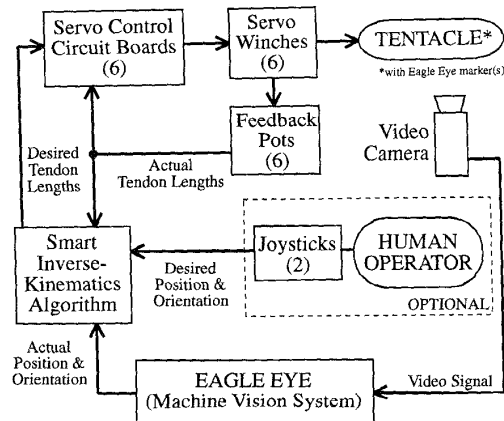 Servo Control
Circuit Boards
(6)
Servo
Winches
(6)
TENTACLE*
*with Eagle Eye marker(s)
Feedback
Pots
(6)
Video
Camera
Desired
Tendon
Lengths
Actual
Tendon Lengths
Smart
Inverse-
Kinematics
Algorithm
Joysticks
(2)
HUMAN
OPERATOR
Desired
Position &
Orientation
OPTIONAL
Actual
Position &
Orientation
EAGLE EYE
(Machine Vision System)
Video Signal